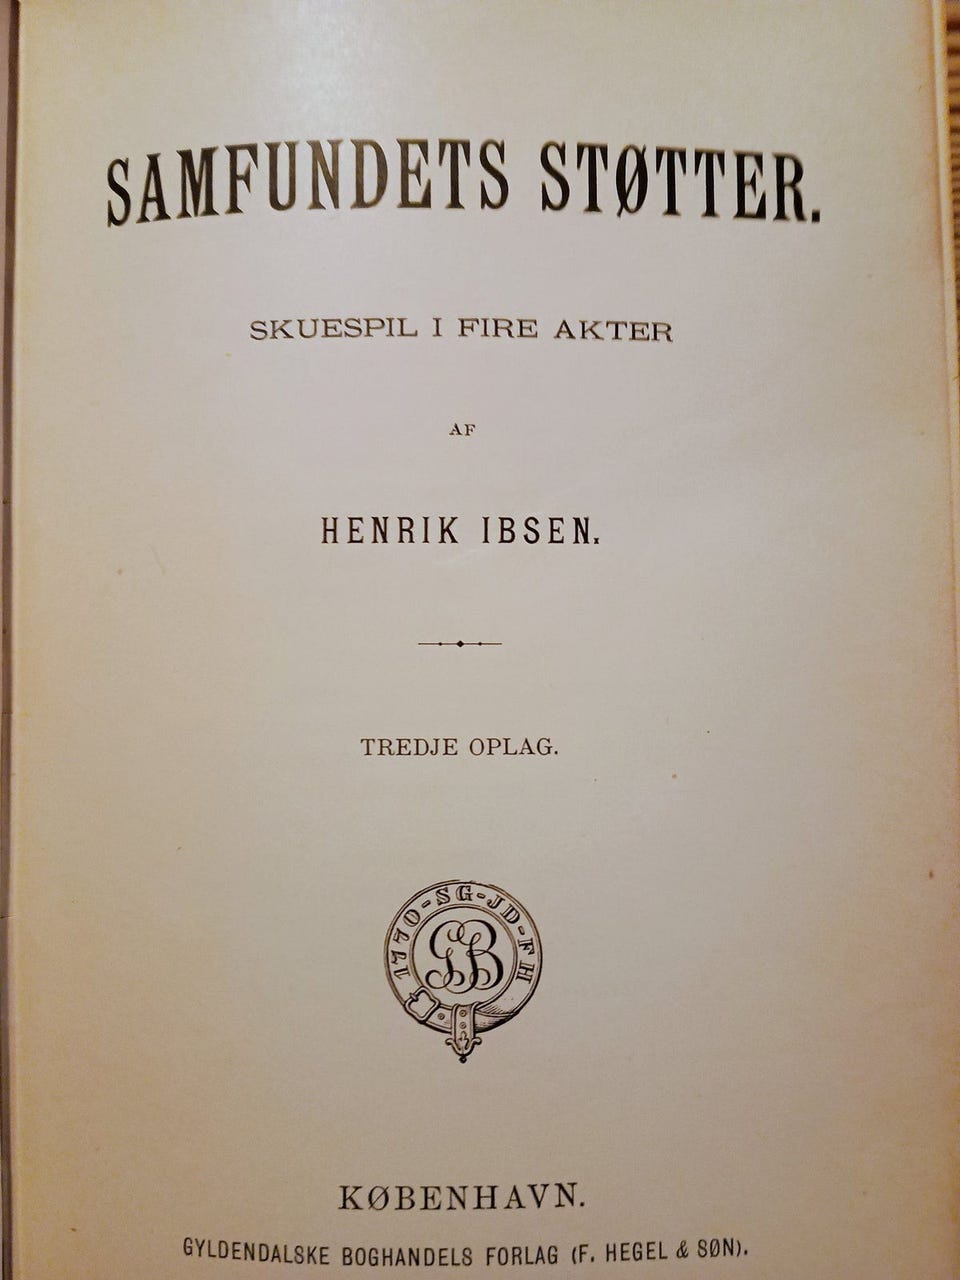 SAMFUNDETS STØTTER.
SKUESPIL I FIRE AKTER
AF
HENRIK IBSEN.
TREDJE OPLAG.
1770-SG-JD-FH
GB
KØBENHAVN.
GYLDENDALSKE BOGHANDELS FORLAG (F. HEGEL & SØN).